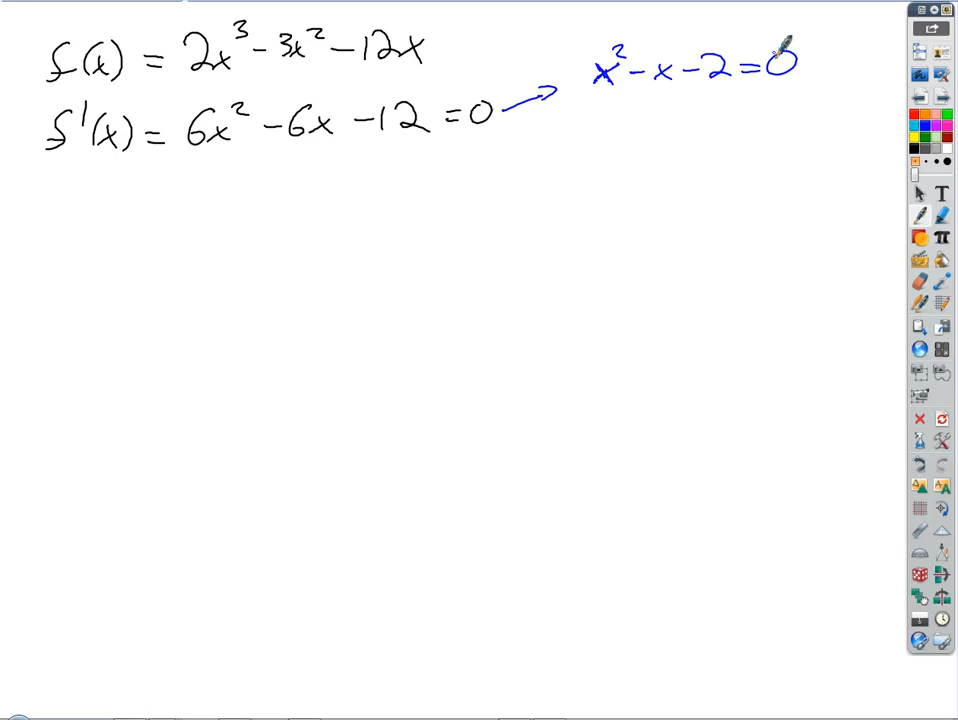 f(x) = 2x³ - 3x² - 12x
f'(x) = 6x² - 6x - 12 = 0 → x² - x - 2 = 0